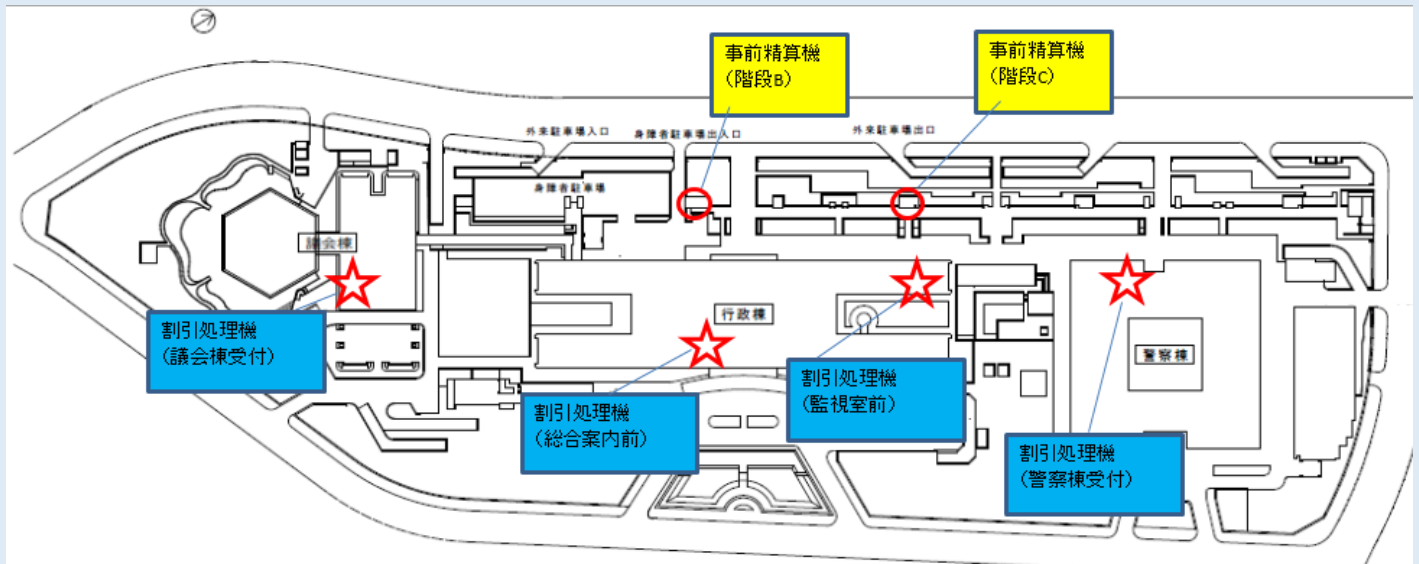 事前精算機
(階段B)
事前精算機
(階段C)
外来駐車場入口
身障者駐車場出入口
外来駐車場出口
身障者駐車場
議会棟
行政棟
警察棟
割引処理機
(議会棟受付)
割引処理機
(総合案内前)
割引処理機
(監視室前)
割引処理機
(警察棟受付)